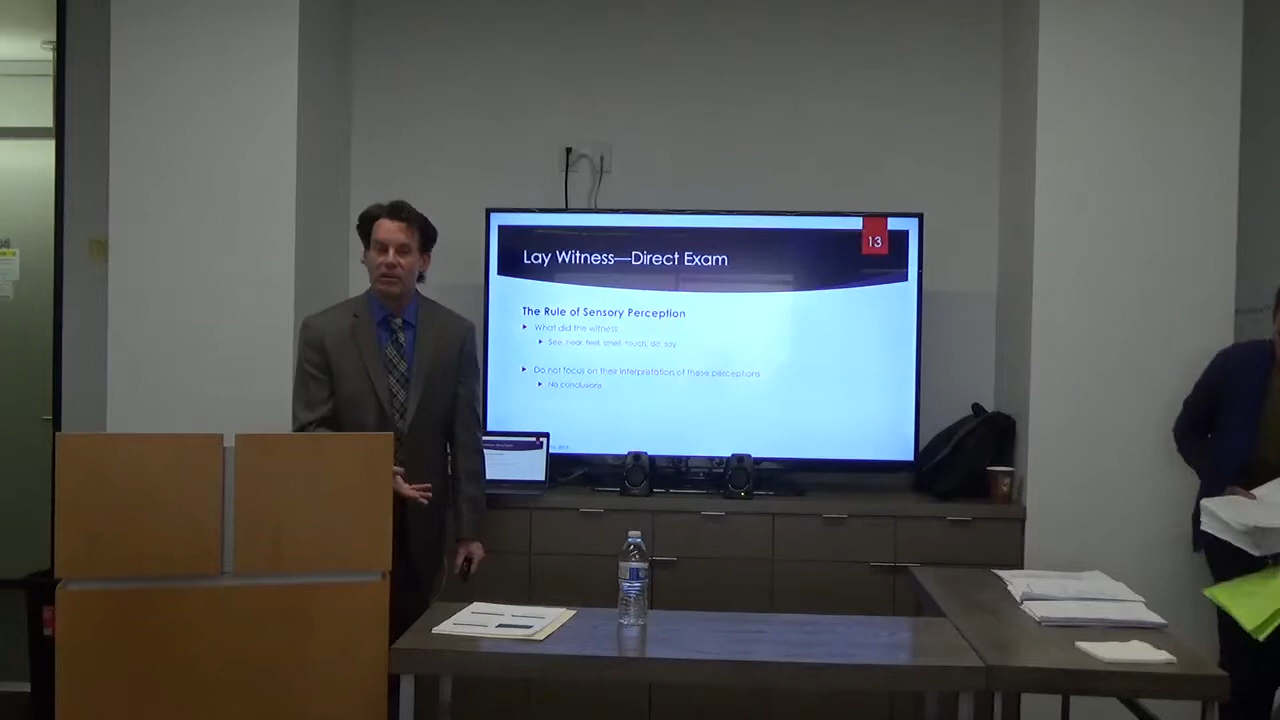 13
Lay Witness—Direct Exam
The Rule of Sensory Perception
What did the witness...
See, hear, feel, smell, touch, do, say
Do not focus on their interpretation of these perceptions
No conclusions